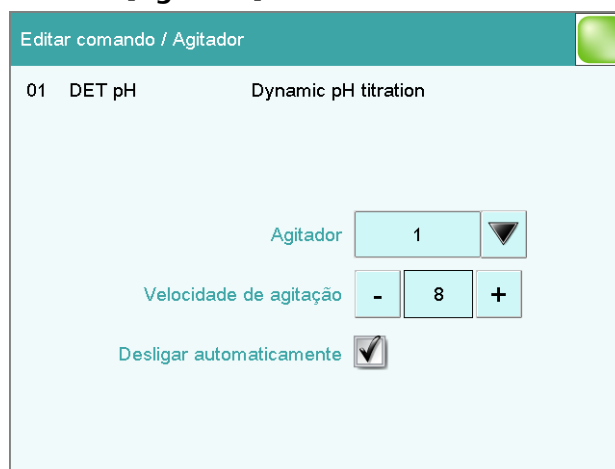 Editar comando / Agitador
01 DET pH Dynamic pH titration
Agitador 1
Velocidade de agitação - 8 +
Desligar automaticamente